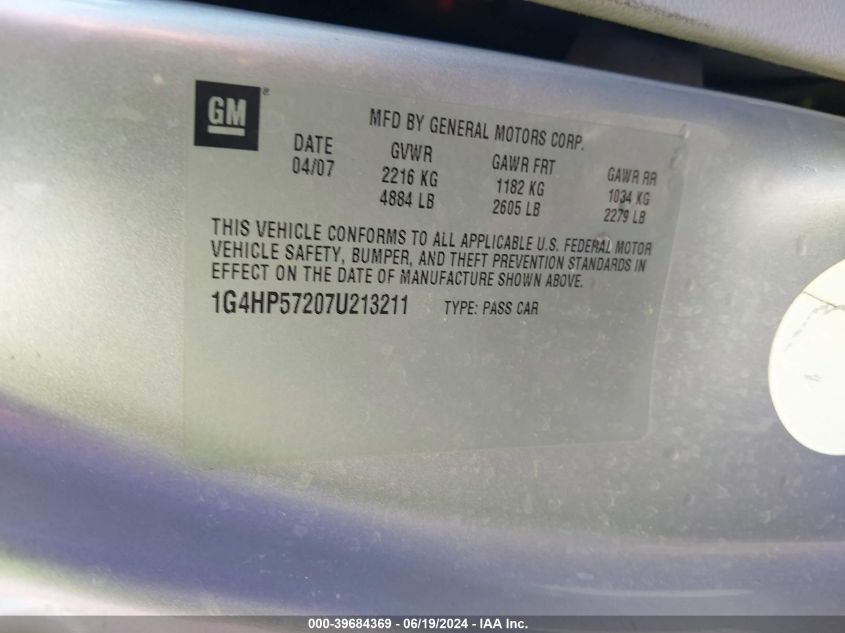 GM®
MFD BY GENERAL MOTORS CORP.
DATE GVWR GAWR FRT GAWR RR
04/07 2216 KG 1182 KG 1034 KG
4884 LB 2605 LB 2279 LB
THIS VEHICLE CONFORMS TO ALL APPLICABLE U.S. FEDERAL MOTOR
VEHICLE SAFETY, BUMPER, AND THEFT PREVENTION STANDARDS IN
EFFECT ON THE DATE OF MANUFACTURE SHOWN ABOVE.
1G4HP57207U213211 TYPE: PASS CAR
000-39684369 - 06/19/2024 - IAA Inc.